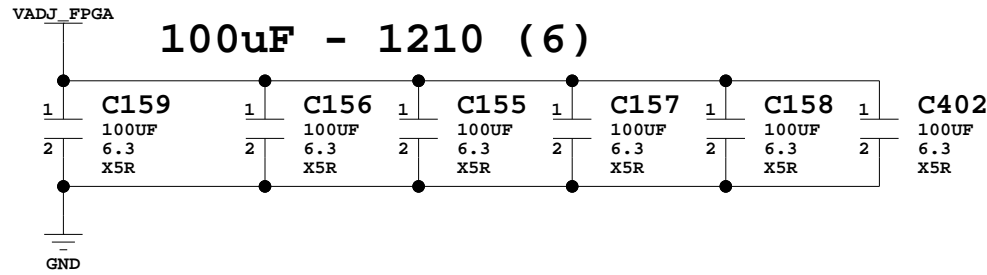 VADJ_FPGA
100uF - 1210 (6)
1 C159 1 C156 1 C155 1 C157 1 C158 1 C402
100UF 100UF 100UF 100UF 100UF 100UF
2 6.3 2 6.3 2 6.3 2 6.3 2 6.3 2 6.3
X5R X5R X5R X5R X5R X5R
GND